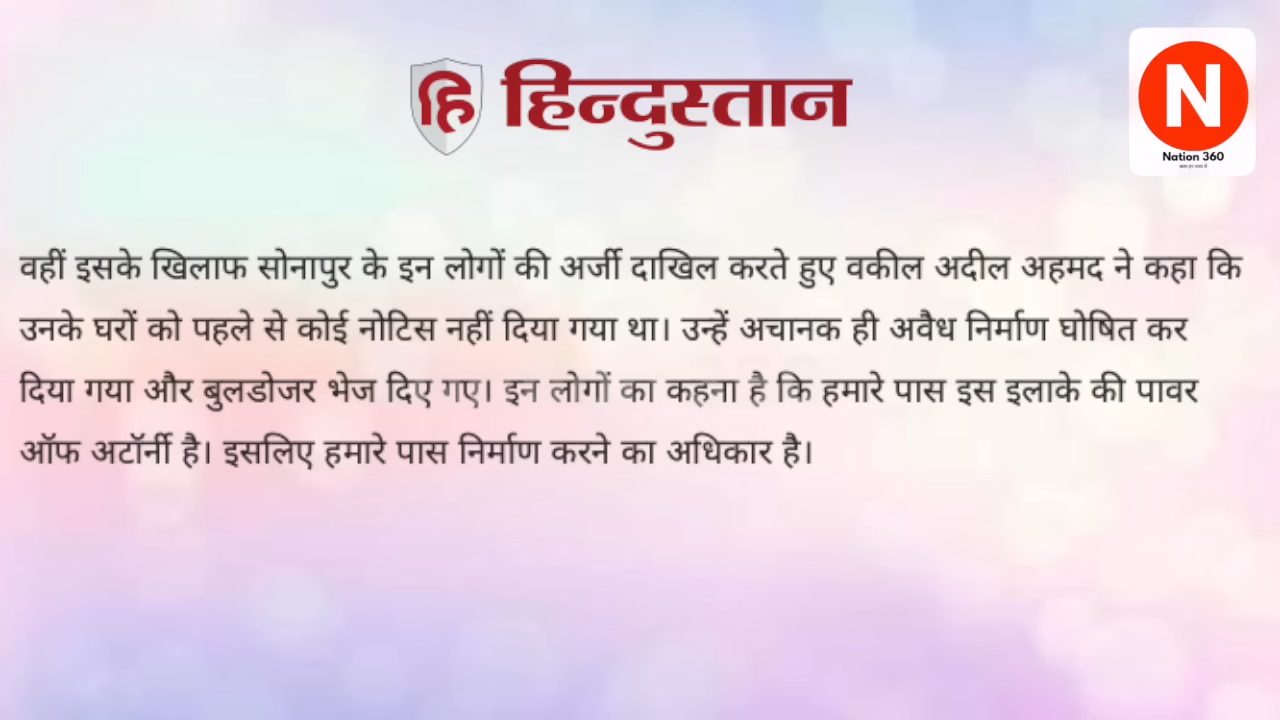 हि हिन्दुस्तान
N
Nation 360
वहीं इसके खिलाफ सोनापुर के इन लोगों की अर्जी दाखिल करते हुए वकील अदील अहमद ने कहा कि
उनके घरों को पहले से कोई नोटिस नहीं दिया गया था। उन्हें अचानक ही अवैध निर्माण घोषित कर
दिया गया और बुलडोजर भेज दिए गए। इन लोगों का कहना है कि हमारे पास इस इलाके की पावर
ऑफ अटॉर्नी है। इसलिए हमारे पास निर्माण करने का अधिकार है।